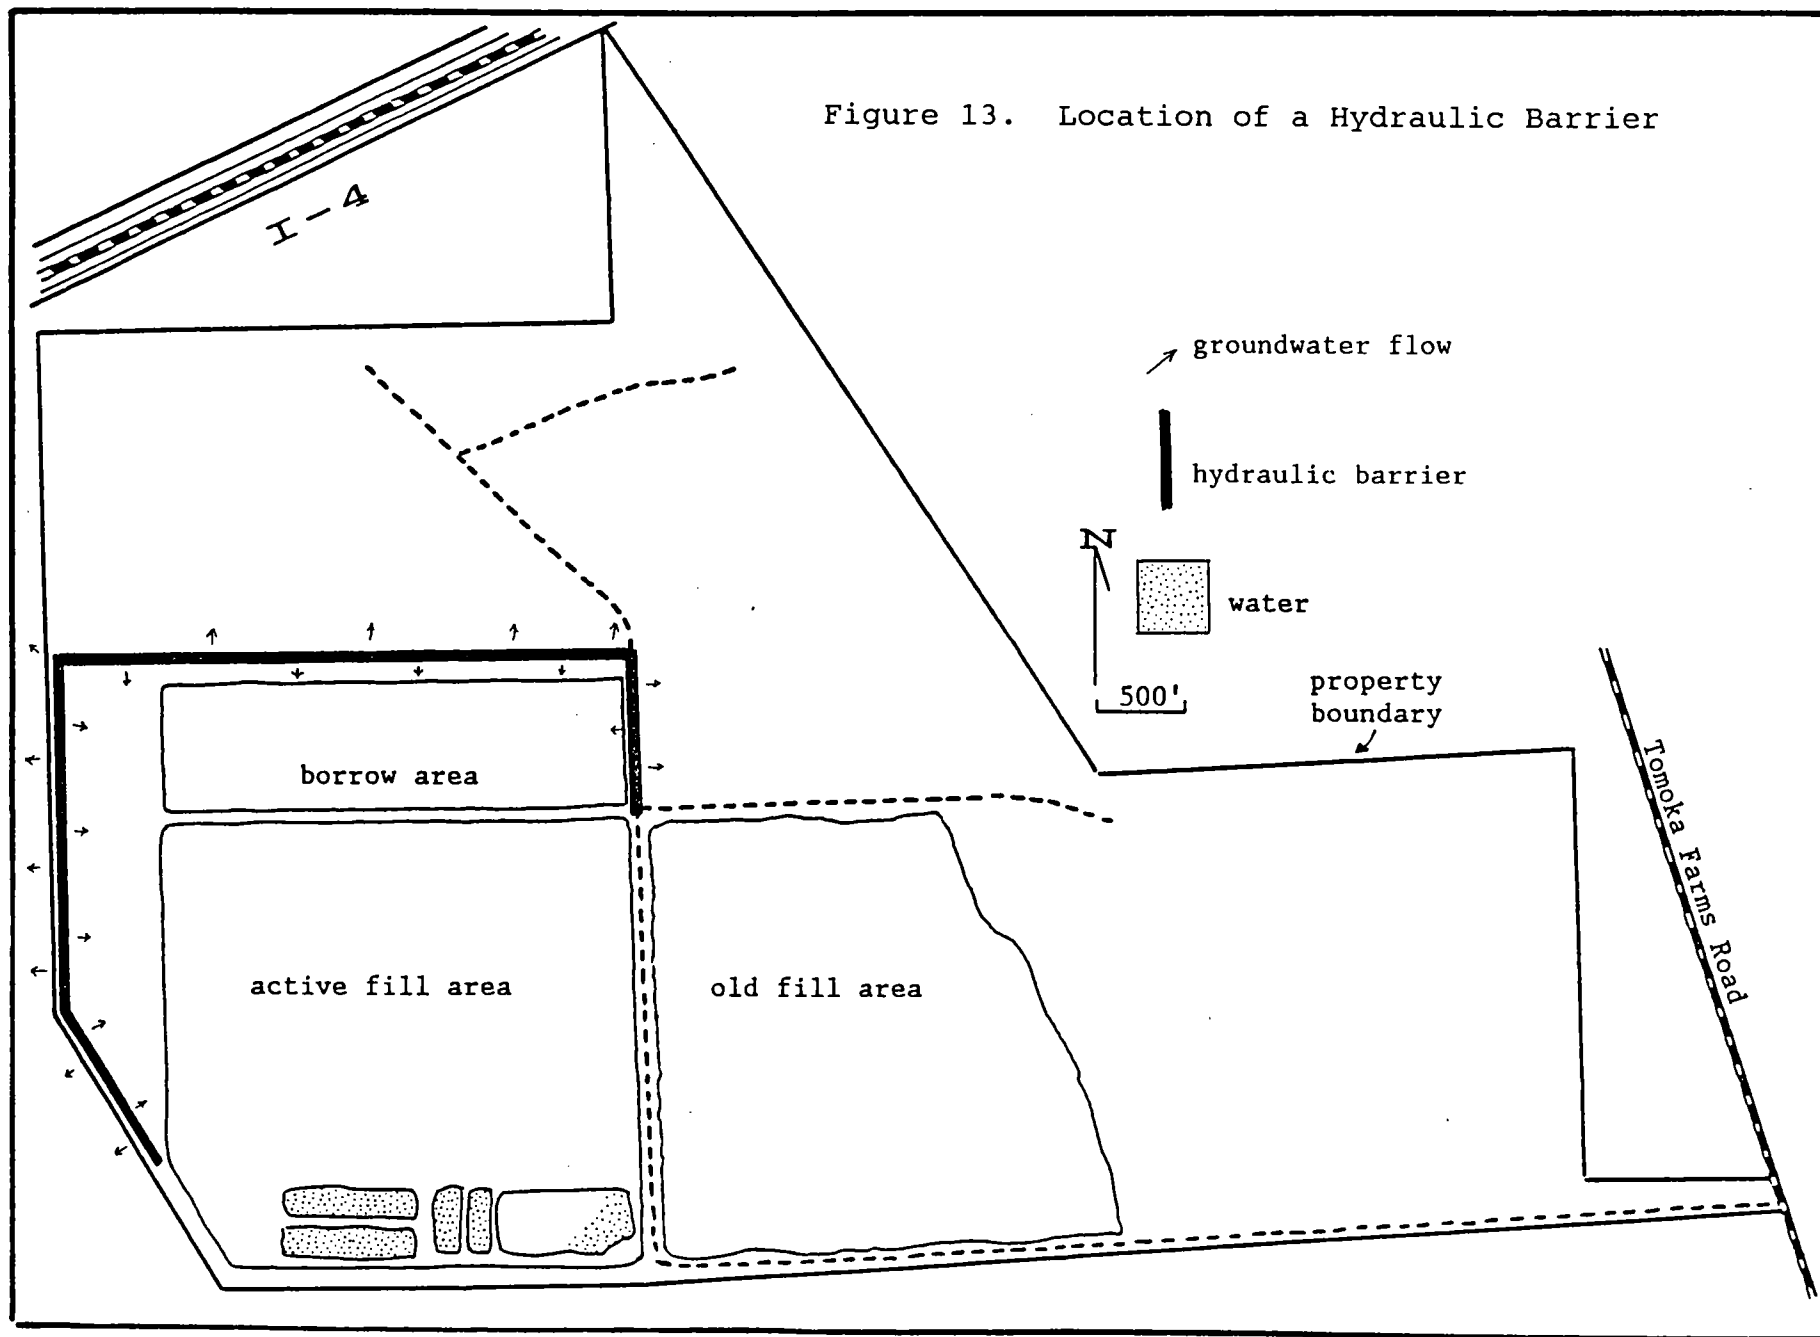 Figure 13. Location of a Hydraulic Barrier
I-4
groundwater flow
hydraulic barrier
N
water
500'
property
boundary
Tomoka Farms Road
borrow area
active fill area
old fill area